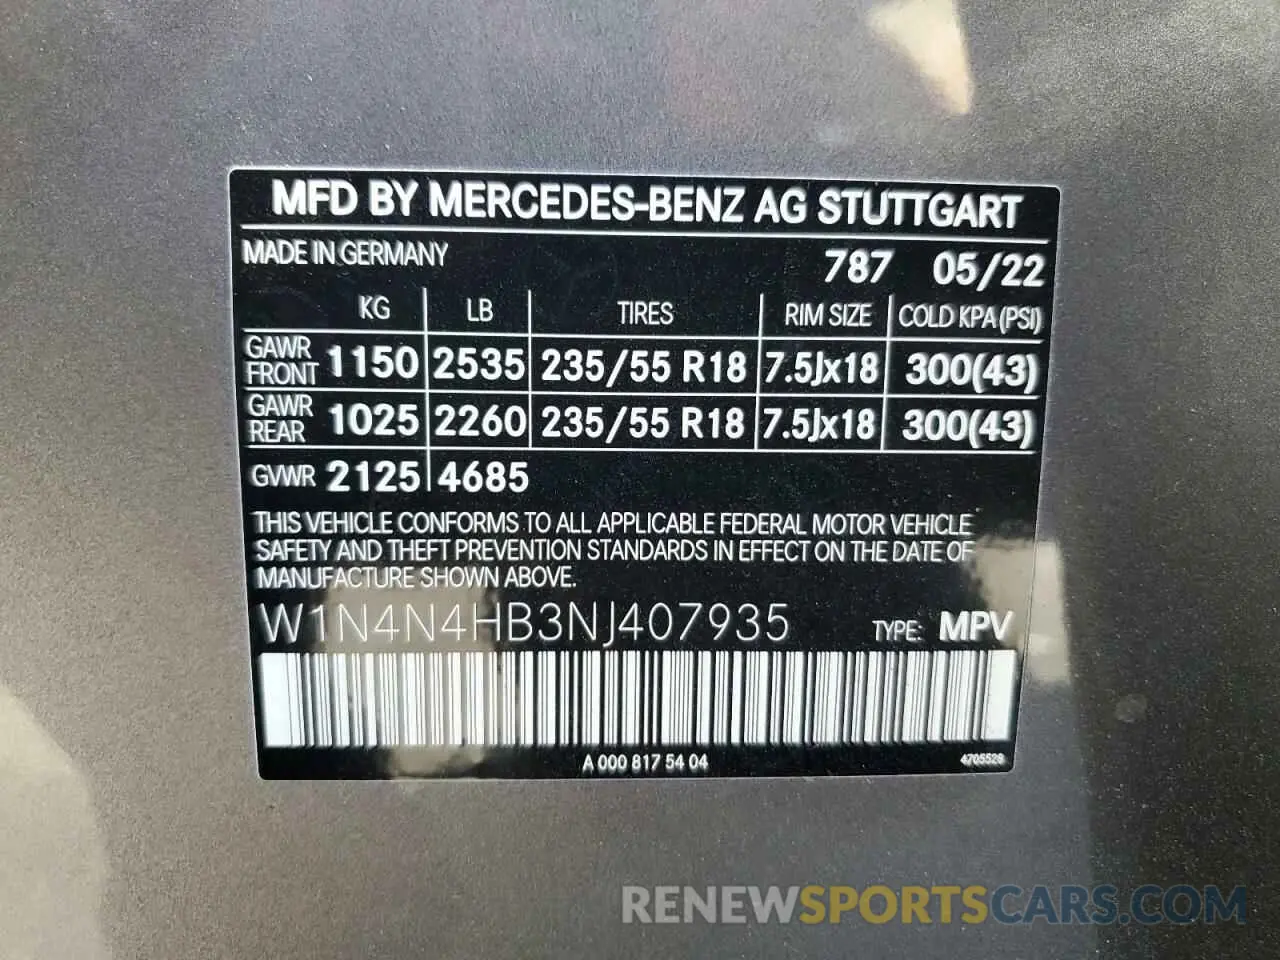 MFD BY MERCEDES-BENZ AG STUTTGART
MADE IN GERMANY 787 05/22
KG LB TIRES RIM SIZE COLD KPA (PSI)
GAWR FRONT 1150 2535 235/55 R18 7.5Jx18 300(43)
GAWR REAR 1025 2260 235/55 R18 7.5Jx18 300(43)
GVWR 2125 4685
THIS VEHICLE CONFORMS TO ALL APPLICABLE FEDERAL MOTOR VEHICLE
SAFETY AND THEFT PREVENTION STANDARDS IN EFFECT ON THE DATE OF
MANUFACTURE SHOWN ABOVE.
W1N4N4HB3NJ407935 TYPE: MPV
A 000 817 54 04 4705528
RENEWSPORTSCARS.COM